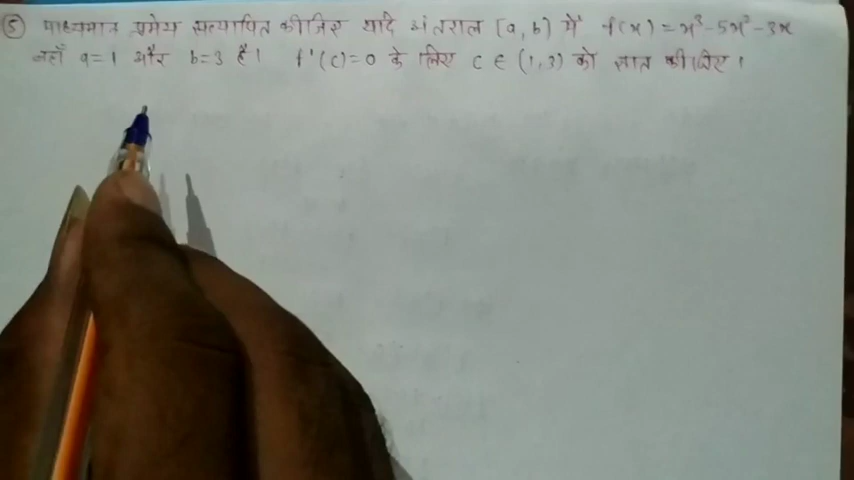 ⑤ माध्यमान प्रमेय सत्यापित कीजिए यदि अंतराल [a, b] में f(x) = x³ - 5x² - 3x
जहाँ a = 1 और b = 3 है। f'(c) = 0 के लिए c ∈ (1, 3) को ज्ञात कीजिए।